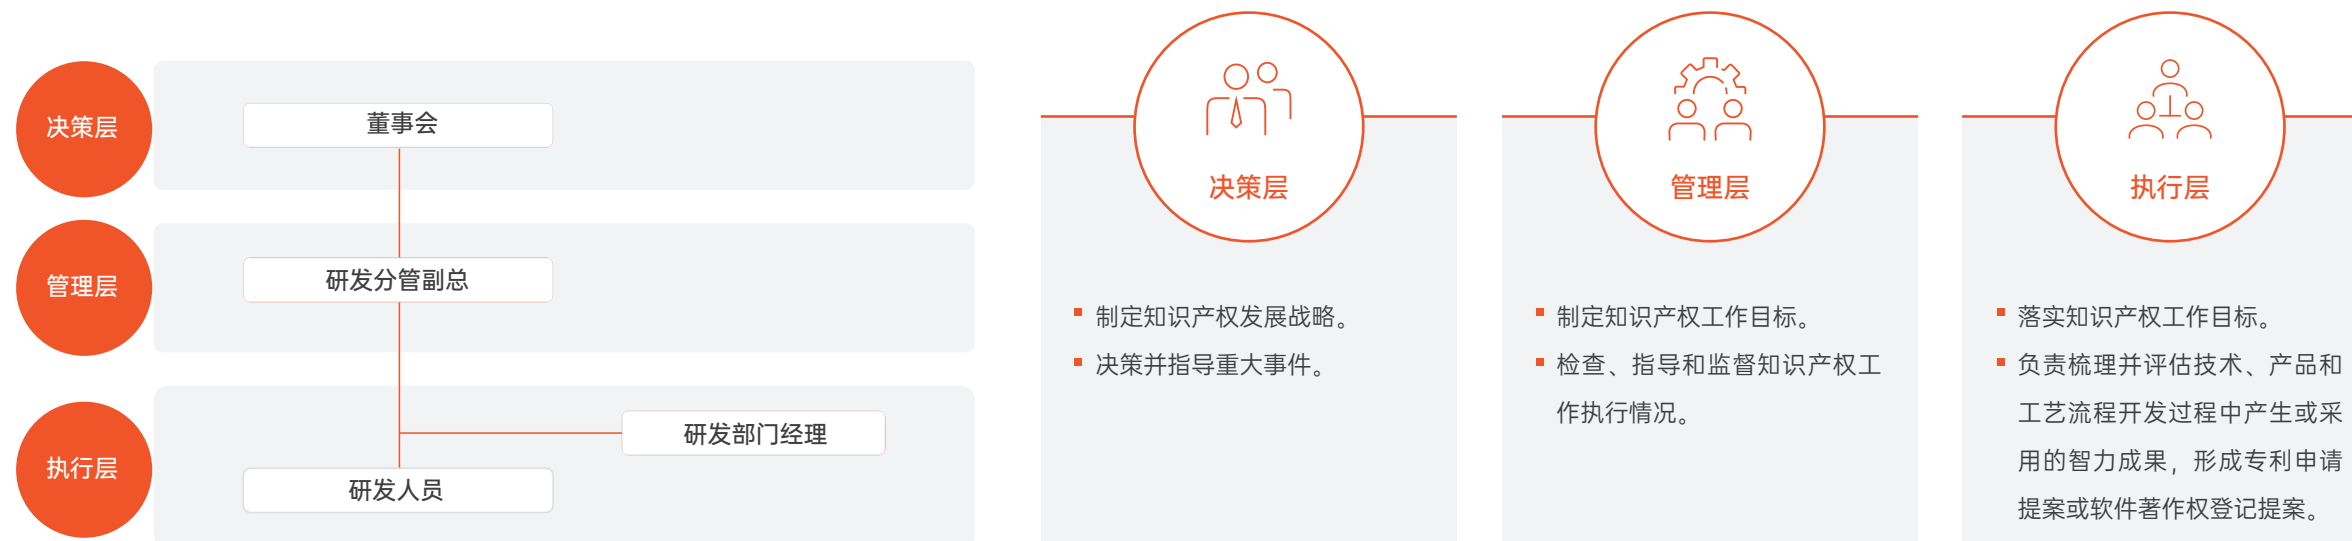 决策层
董事会
管理层
研发分管副总
执行层
研发部门经理
研发人员
决策层
制定知识产权发展战略。
决策并指导重大事件。
管理层
制定知识产权工作目标。
检查、指导和监督知识产权工
作执行情况。
执行层
落实知识产权工作目标。
负责梳理并评估技术、产品和
工艺流程开发过程中产生或采
用的智力成果，形成专利申请
提案或软件著作权登记提案。